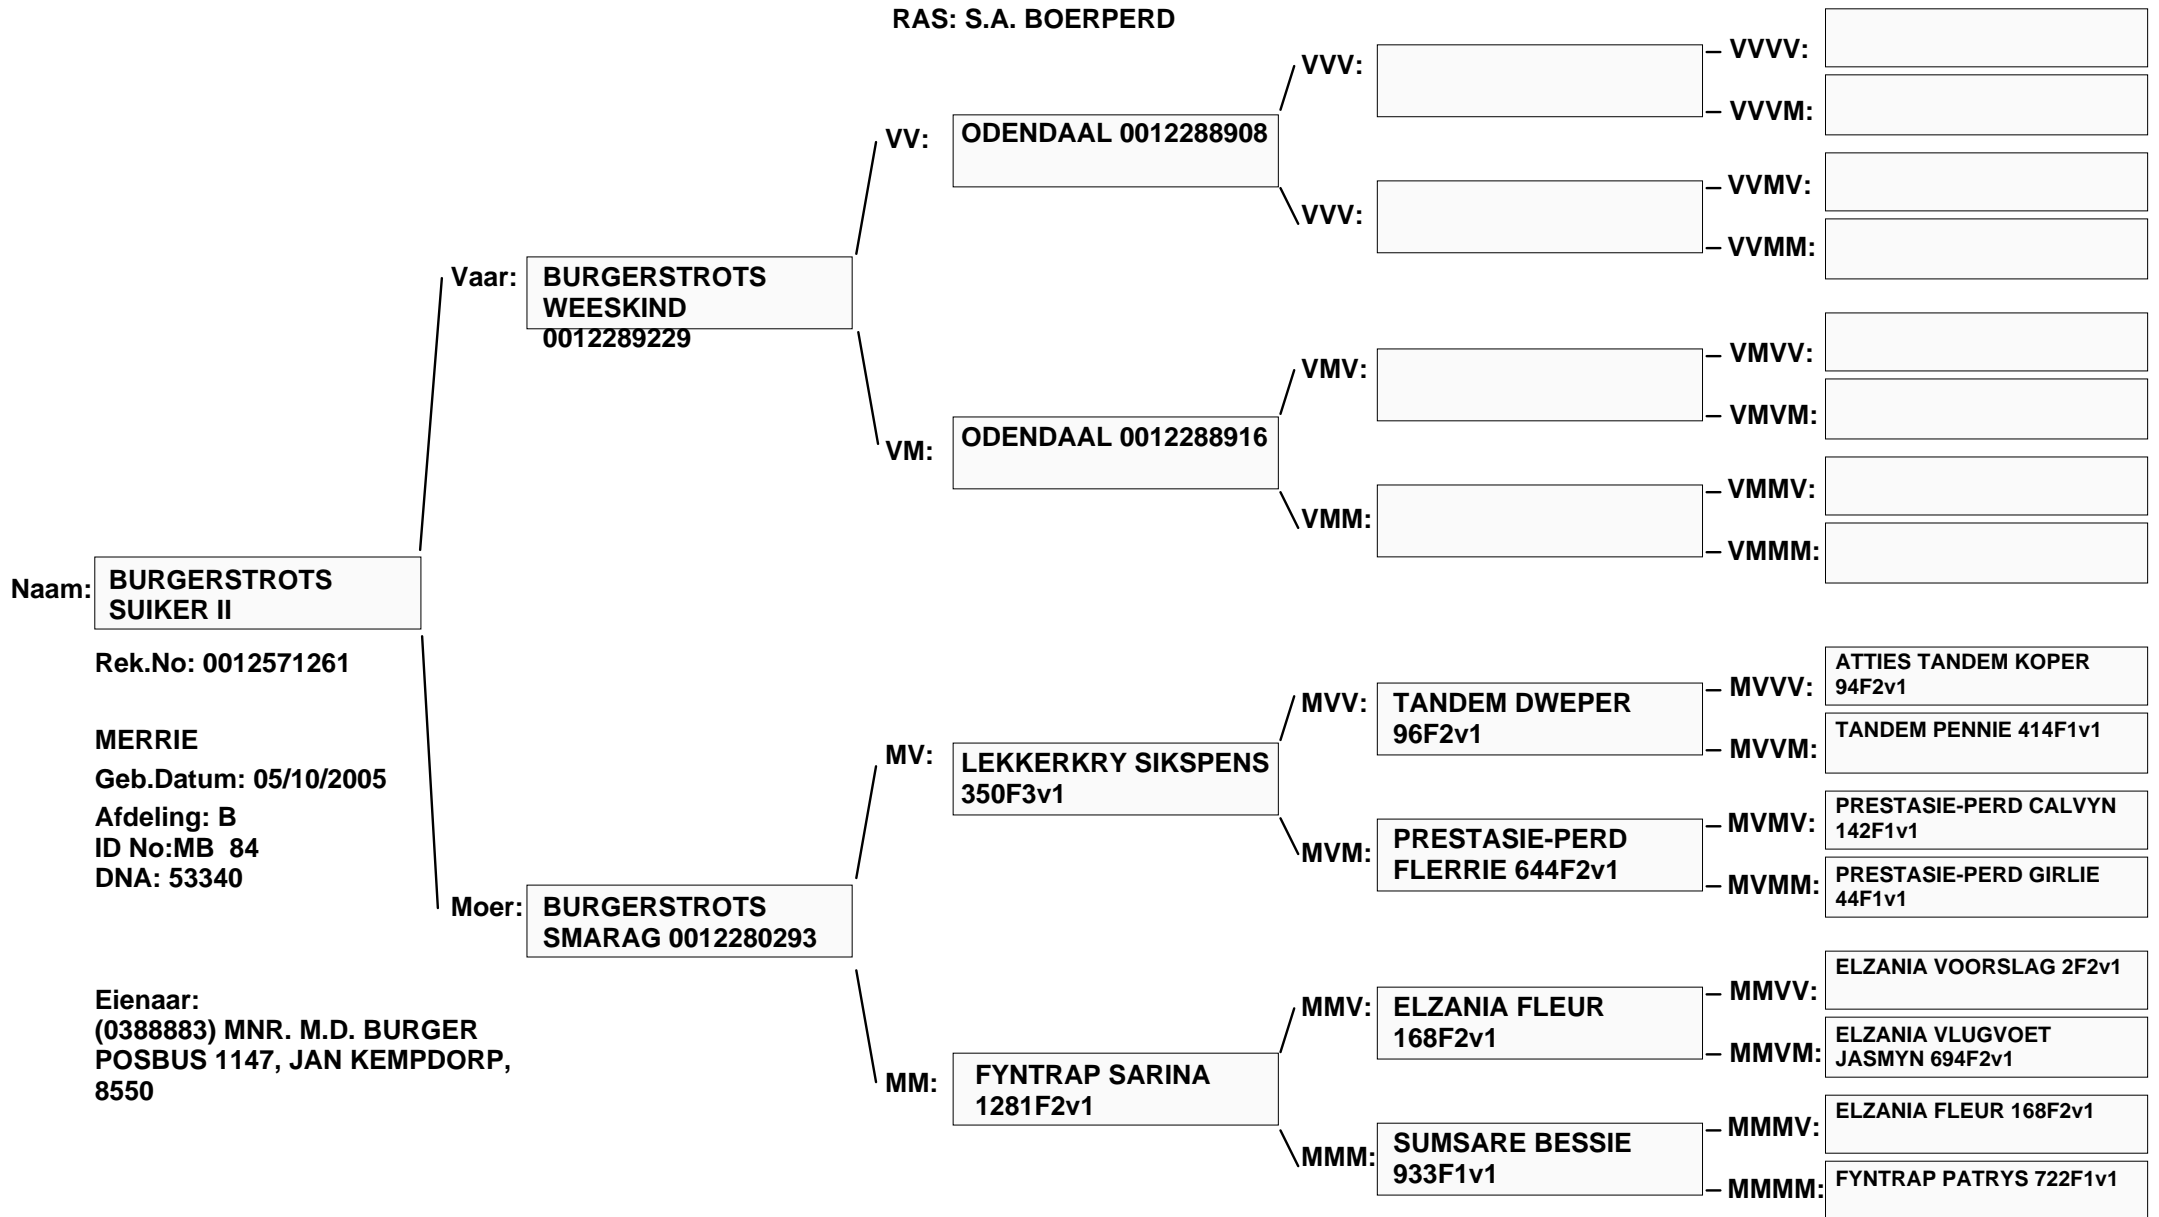 RAS: S.A. BOERPERD
Naam:
BURGERSTROTS
SUIKER II
Rek.No: 0012571261
MERRIE
Geb.Datum: 05/10/2005
Afdeling: B
ID No:MB  84
DNA: 53340
Eienaar:
(0388883) MNR. M.D. BURGER
POSBUS 1147, JAN KEMPDORP,
8550
Vaar:
BURGERSTROTS
WEESKIND
0012289229
Moer:
BURGERSTROTS
SMARAG 0012280293
VV:
ODENDAAL 0012288908
VM:
ODENDAAL 0012288916
MV:
LEKKERKRY SIKSPENS
350F3v1
MM:
FYNTRAP SARINA
1281F2v1
VVV:
VVV:
VMV:
VMM:
MVV:
TANDEM DWEPER
96F2v1
MVM:
PRESTASIE-PERD
FLERRIE 644F2v1
MMV:
ELZANIA FLEUR
168F2v1
MMM:
SUMSARE BESSIE
933F1v1
VVVV:
VVVM:
VVMV:
VVMM:
VMVV:
VMVM:
VMMV:
VMMM:
MVVV:
ATTIES TANDEM KOPER
94F2v1
MVVM:
TANDEM PENNIE 414F1v1
MVMV:
PRESTASIE-PERD CALVYN
142F1v1
MVMM:
PRESTASIE-PERD GIRLIE
44F1v1
MMVV:
ELZANIA VOORSLAG 2F2v1
MMVM:
ELZANIA VLUGVOET
JASMYN 694F2v1
MMMV:
ELZANIA FLEUR 168F2v1
MMMM:
FYNTRAP PATRYS 722F1v1